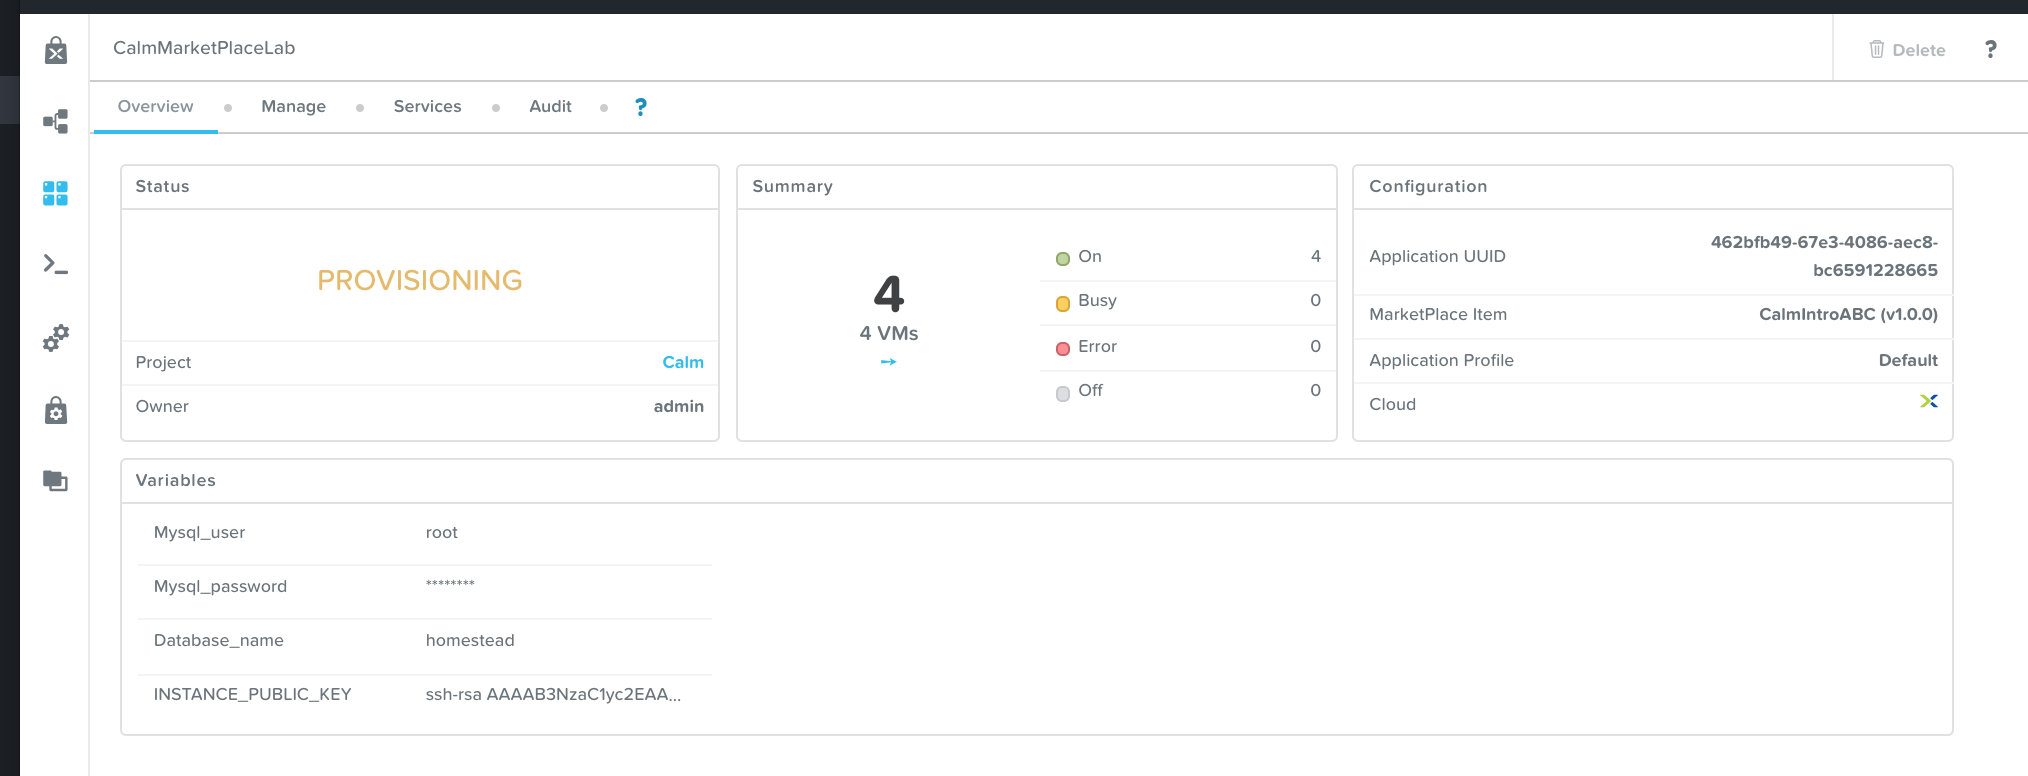 CalmMarketPlaceLab
Delete
?
Overview
Manage
Services
Audit
?
Status
PROVISIONING
Project
Calm
Owner
admin
Summary
4
4 VMs
On 4
Busy 0
Error 0
Off 0
Configuration
Application UUID
462bfb49-67e3-4086-aec8-
bc6591228665
MarketPlace Item
CalmIntroABC (v1.0.0)
Application Profile
Default
Cloud
Variables
Mysql_user root
Mysql_password ********
Database_name homestead
INSTANCE_PUBLIC_KEY ssh-rsa AAAAB3NzaC1yc2EAA...